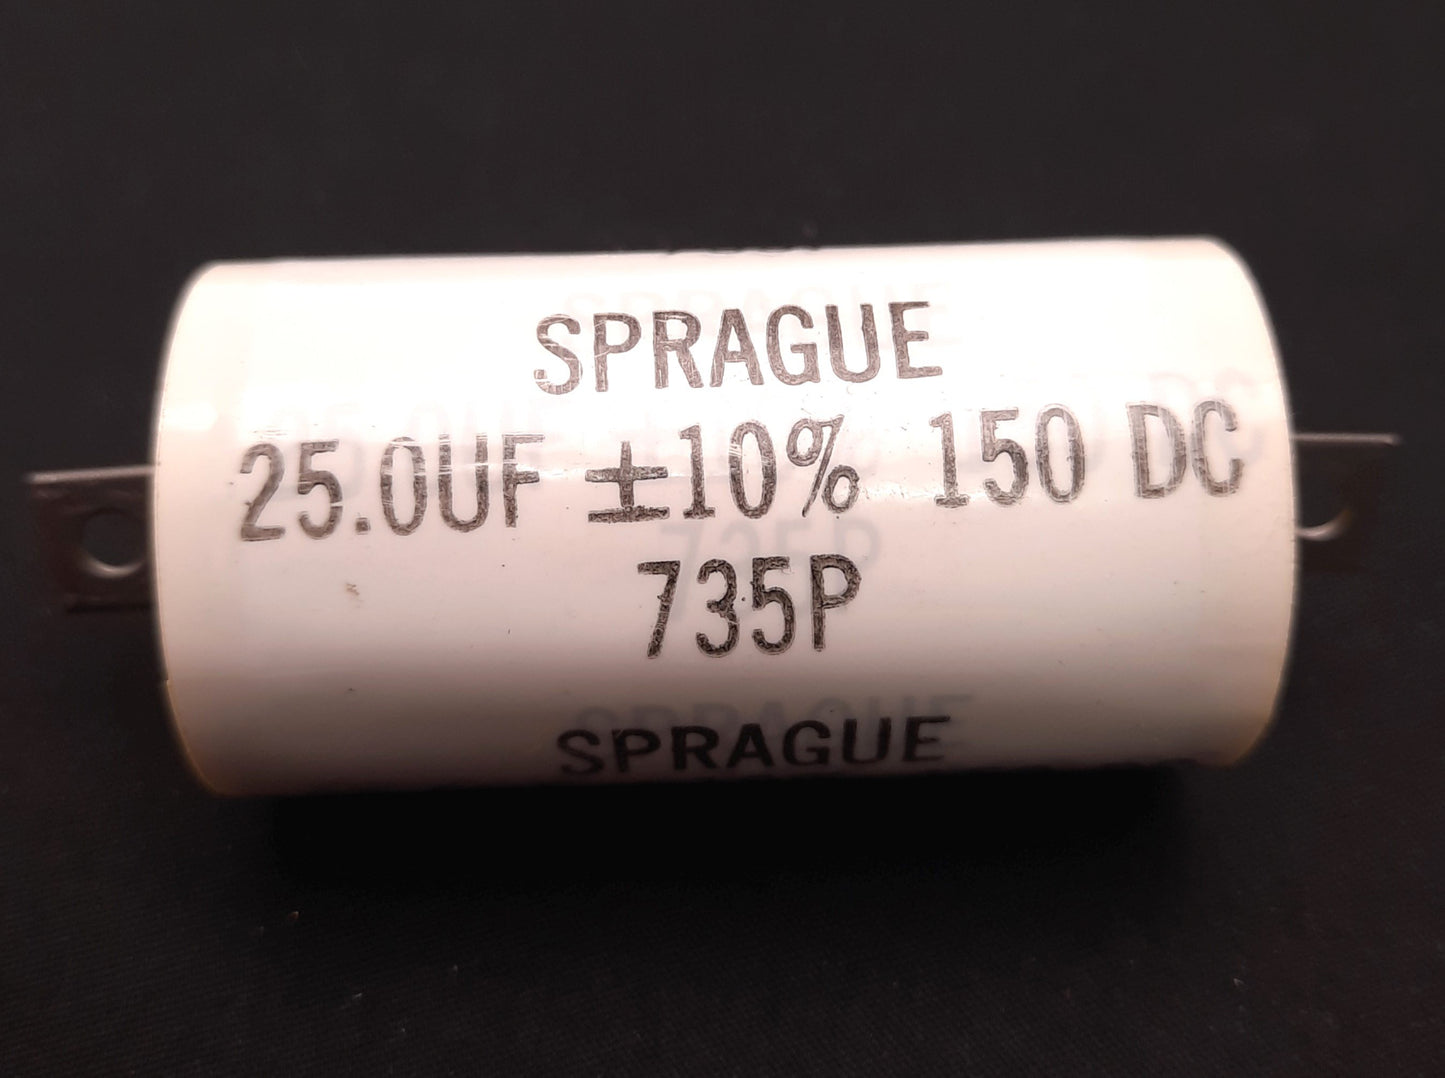 SPRAGUE
25.0UF ±10% 150 DC
735P
SPRAGUE